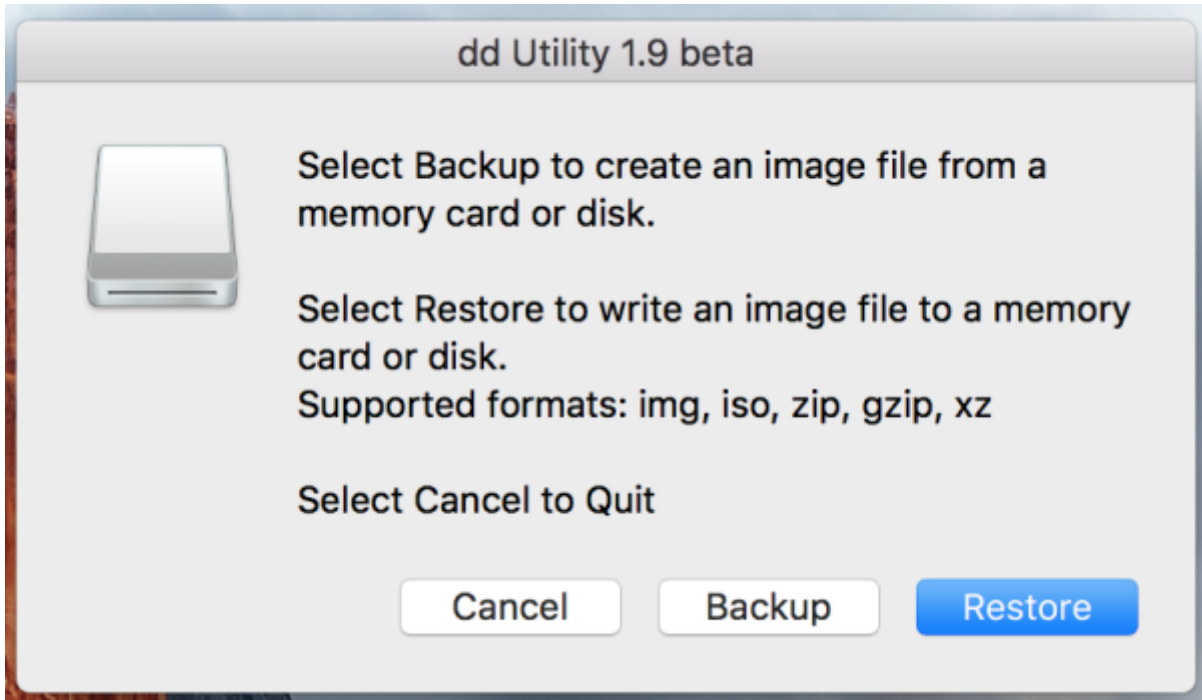 dd Utility 1.9 beta
Select Backup to create an image file from a
memory card or disk.
Select Restore to write an image file to a memory
card or disk.
Supported formats: img, iso, zip, gzip, xz
Select Cancel to Quit
Cancel Backup Restore